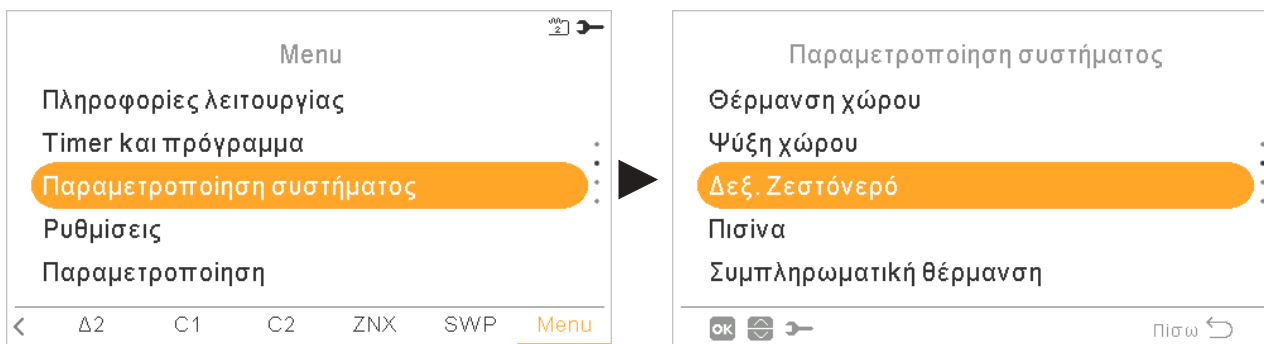 2
Menu
Πληροφορίες λειτουργίας
Timer και πρόγραμμα
Παραμετροποίηση συστήματος
Ρυθμίσεις
Παραμετροποίηση
< Δ2 C1 C2 ZNX SWP Menu
Παραμετροποίηση συστήματος
Θέρμανση χώρου
Ψύξη χώρου
Δεξ. Ζεστόνερό
Πισίνα
Συμπληρωματική θέρμανση
OK Πίσω